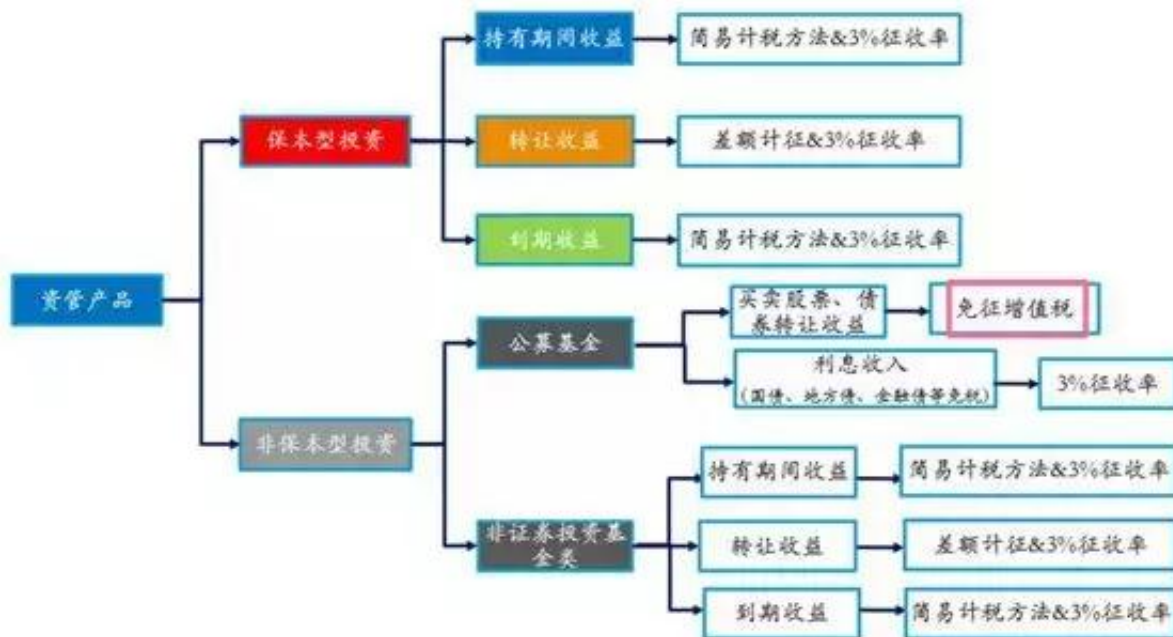 持有期间收益
简易计税方法&3%征收率
保本型投资
转让收益
差额计征&3%征收率
到期收益
简易计税方法&3%征收率
资管产品
公募基金
买卖股票、债
券转让收益
免征增值税
利息收入
(国债、地方债、金融债等免税)
3%征收率
非保本型投资
持有期间收益
简易计税方法&3%征收率
非证券投资基
金类
转让收益
差额计征&3%征收率
到期收益
简易计税方法&3%征收率